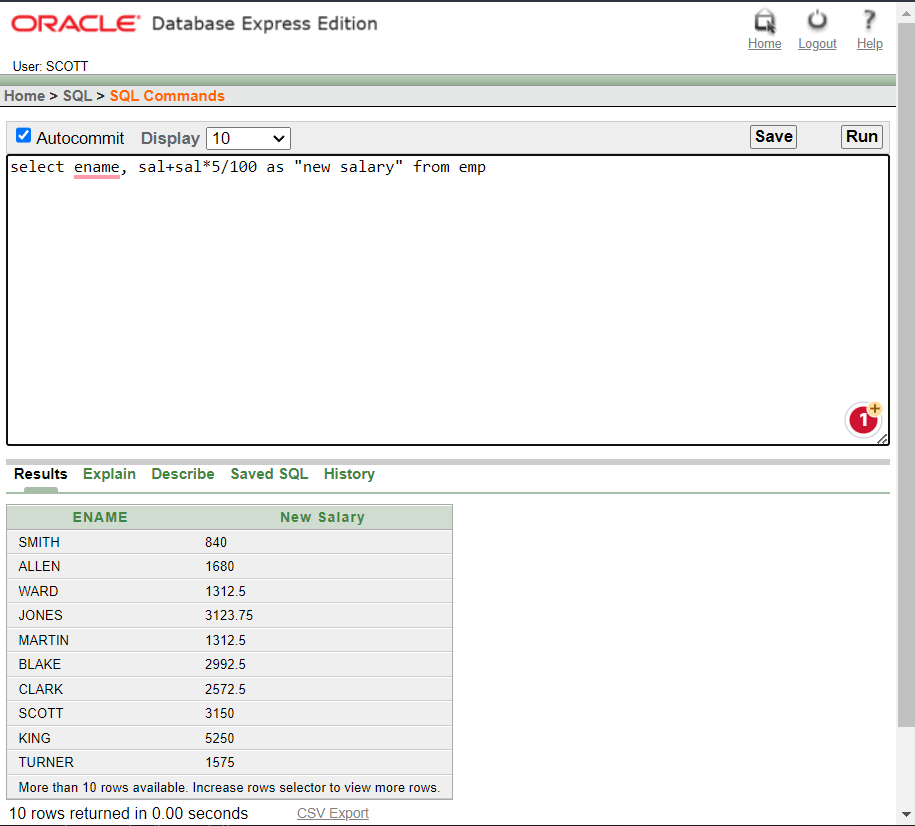 ORACLE Database Express Edition
Home Logout Help
User: SCOTT
Home > SQL > SQL Commands
Autocommit Display 10 Save Run
select ename, sal+sal*5/100 as "new salary" from emp
1
Results Explain Describe Saved SQL History
ENAME New Salary
SMITH 840
ALLEN 1680
WARD 1312.5
JONES 3123.75
MARTIN 1312.5
BLAKE 2992.5
CLARK 2572.5
SCOTT 3150
KING 5250
TURNER 1575
More than 10 rows available. Increase rows selector to view more rows.
10 rows returned in 0.00 seconds CSV Export